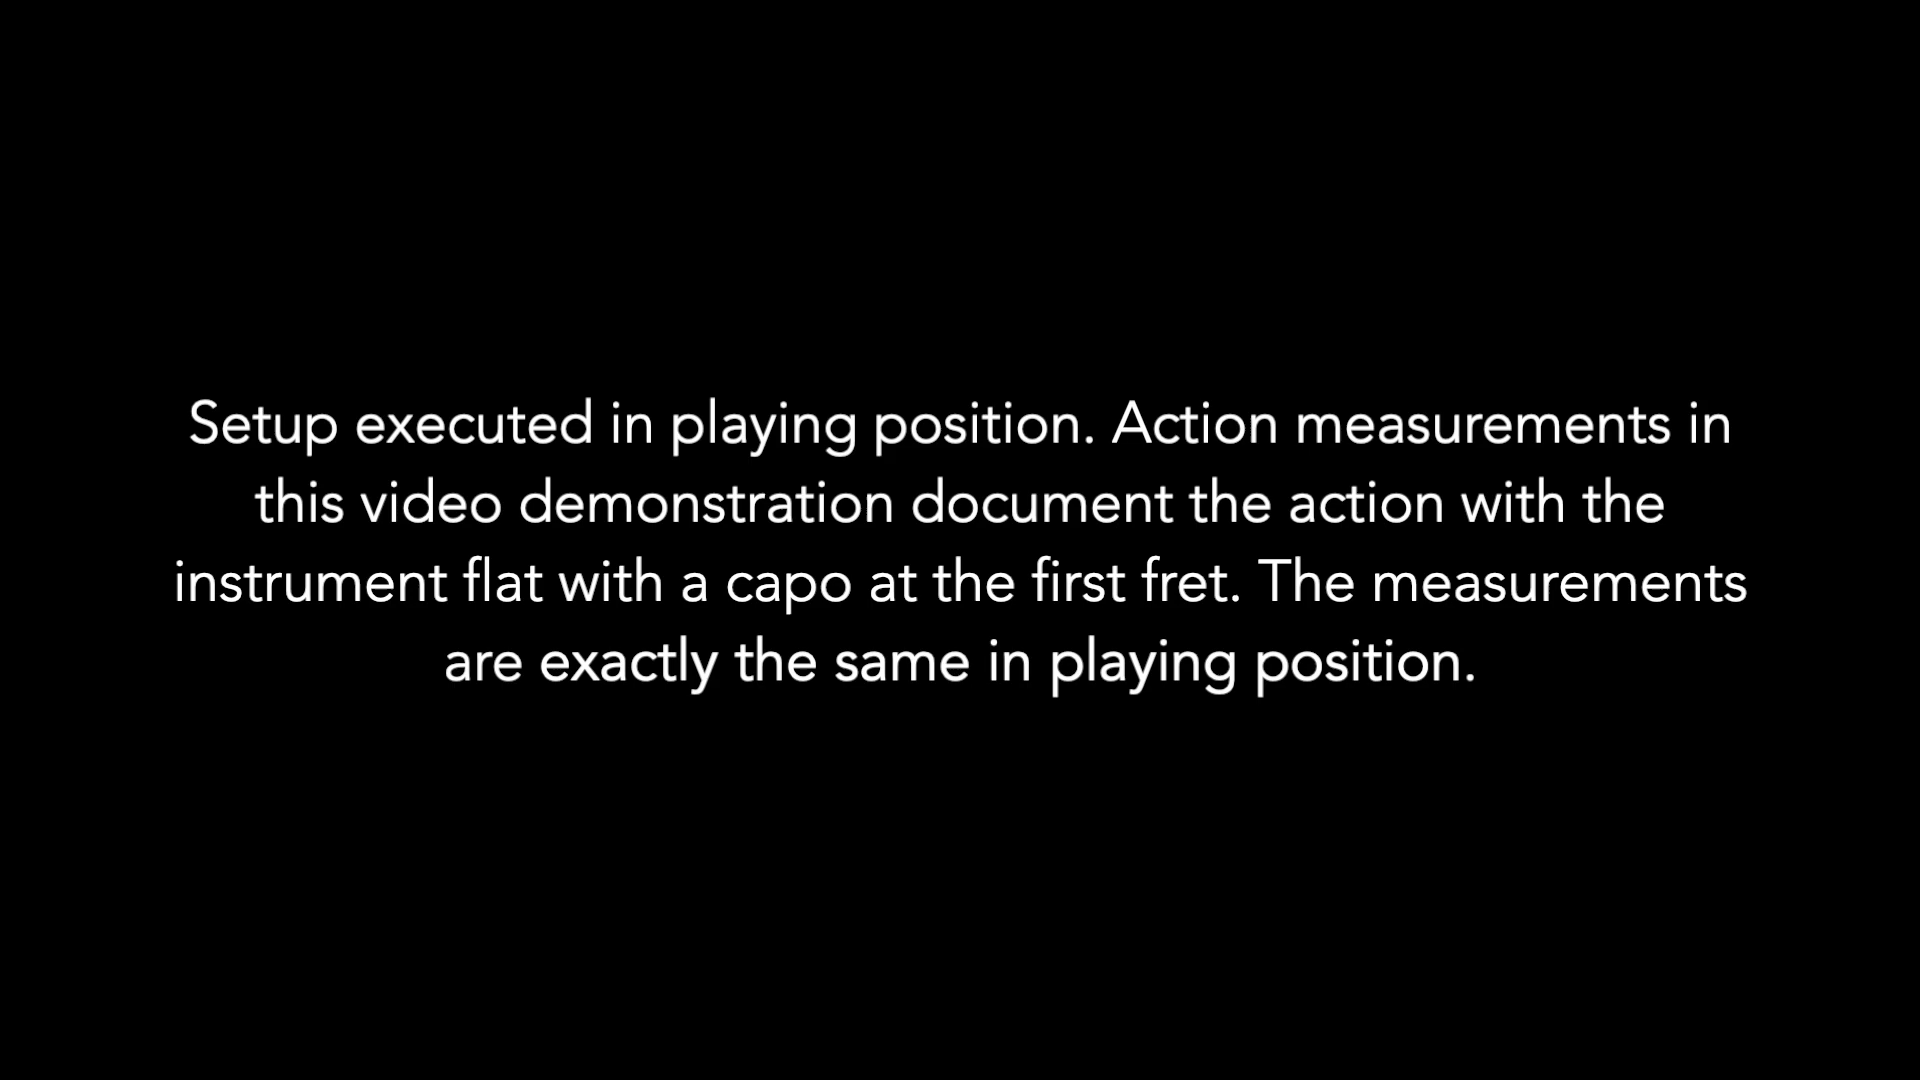 Setup executed in playing position. Action measurements in
this video demonstration document the action with the
instrument flat with a capo at the first fret. The measurements
are exactly the same in playing position.